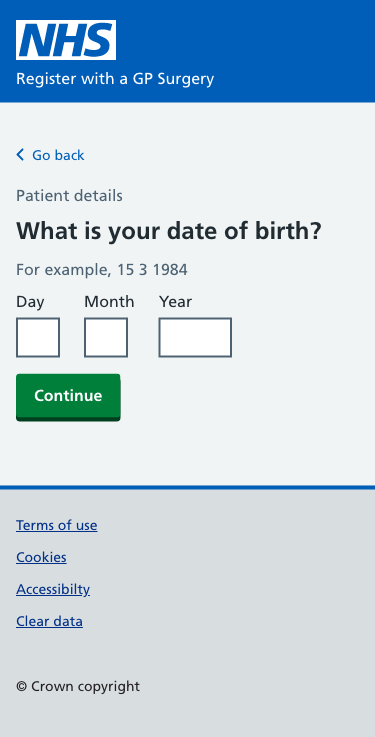 NHS
Register with a GP Surgery
Go back
Patient details
What is your date of birth?
For example, 15 3 1984
Day Month Year
Continue
Terms of use
Cookies
Accessibilty
Clear data
© Crown copyright